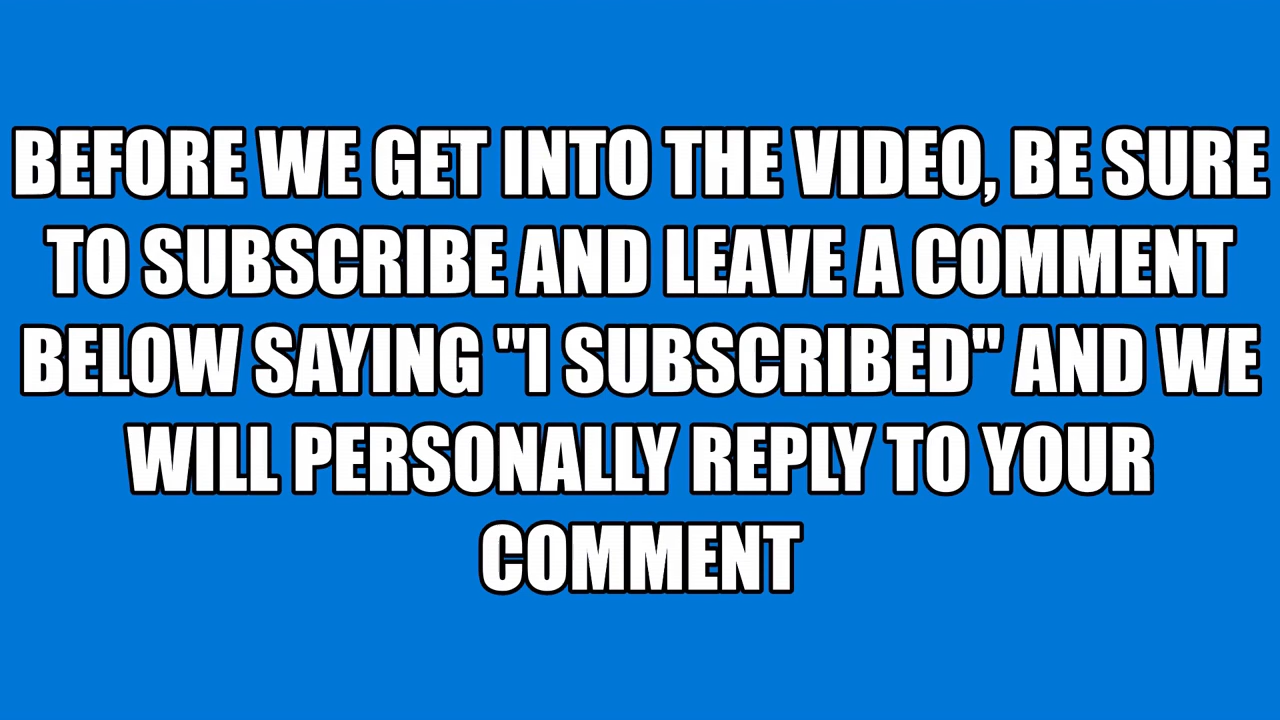 BEFORE WE GET INTO THE VIDEO, BE SURE
TO SUBSCRIBE AND LEAVE A COMMENT
BELOW SAYING "I SUBSCRIBED" AND WE
WILL PERSONALLY REPLY TO YOUR
COMMENT